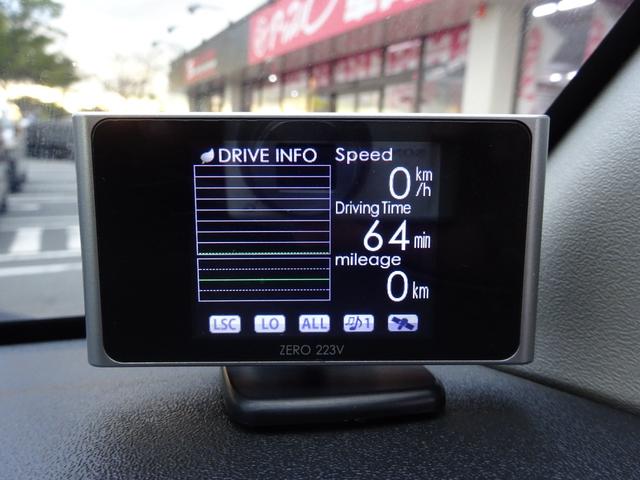 DRIVE INFO
Speed
0 km/h
Driving Time
64 min
mileage
0 km
LSC LO ALL 1
ZERO 223V